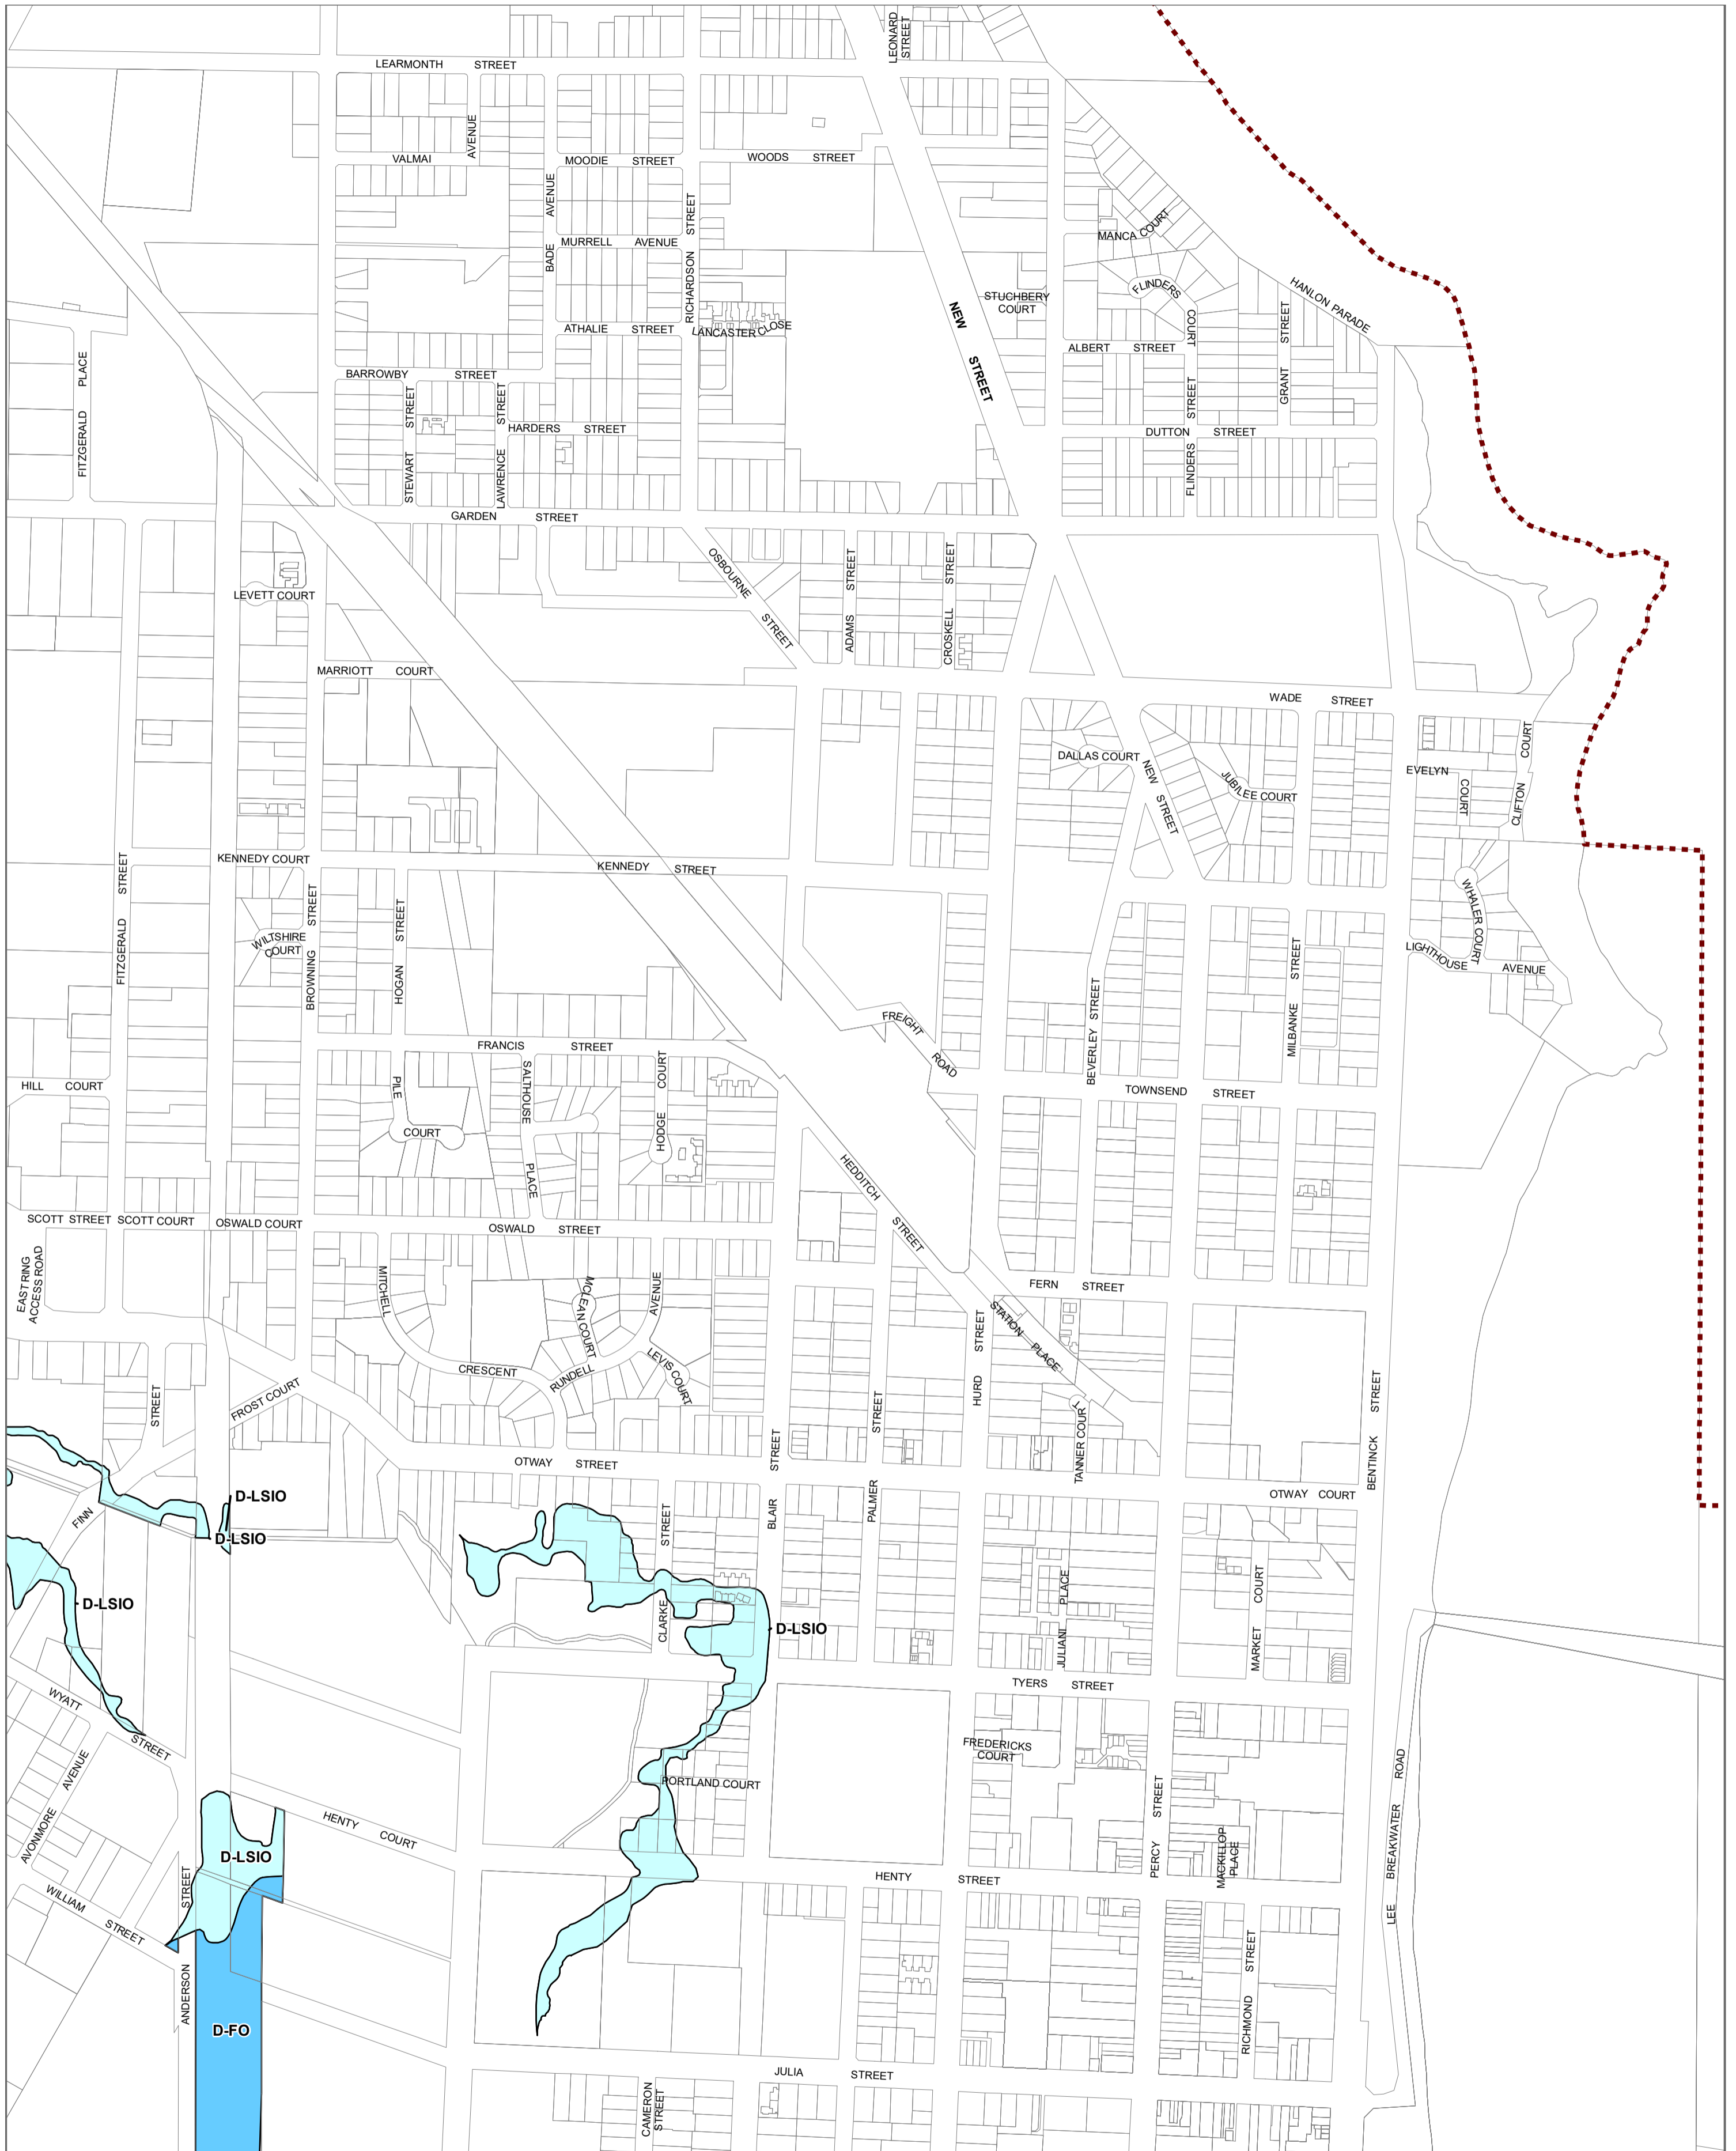 LEONARD
STREET
LEARMONTH STREET
AVENUE
VALMAI
MOODIE STREET
WOODS STREET
AVENUE
BADE
STREET
RICHARDSON
MURRELL AVENUE
MANCA COURT
FLINDERS
COURT
HANLON PARADE
STUCHBERY
COURT
NEW
STREET
LANCASTER CLOSE
ATHALIE STREET
ALBERT STREET
STREET
GRANT
PLACE
FITZGERALD
BARROWBY STREET
STREET
STEWART
STREET
LAWRENCE
HARDERS STREET
DUTTON STREET
STREET
FLINDERS
GARDEN STREET
OSBOURNE
STREET
STREET
ADAMS
STREET
CROSKELL
LEVETT COURT
MARRIOTT COURT
WADE STREET
DALLAS COURT
NEW
STREET
JUBILEE COURT
EVELYN
COURT
COURT
CLIFTON
KENNEDY COURT
KENNEDY STREET
STREET
FITZGERALD
WILTSHIRE
COURT
STREET
BROWNING
STREET
HOGAN
WHALER COURT
LIGHTHOUSE AVENUE
STREET
BEVERLEY
STREET
MILBANKE
FREIGHT
ROAD
FRANCIS STREET
HILL COURT
PILE
COURT
SALTHOUSE
PLACE
COURT
HODGE
TOWNSEND STREET
HEDDITCH
STREET
SCOTT STREET
SCOTT COURT
OSWALD COURT
OSWALD STREET
EAST RING
ACCESS ROAD
MITCHELL
CRESCENT
MCLEAN COURT
AVENUE
RUNDELL
LEVIS COURT
FERN STREET
STATION PLACE
STREET
HURD
TANNER COURT
STREET
BENTINCK
FROST COURT
STREET
FINN
OTWAY STREET
STREET
BLAIR
STREET
PALMER
OTWAY COURT
D-LSIO
D-LSIO
D-LSIO
D-LSIO
STREET
CLARKE
PLACE
JULIANI
COURT
MARKET
TYERS STREET
WYATT
STREET
AVENUE
AVONMORE
FREDERICKS
COURT
PORTLAND COURT
STREET
PERCY
MACKILLOP
PLACE
ROAD
BREAKWATER
LEE
HENTY COURT
D-LSIO
HENTY STREET
WILLIAM
STREET
STREET
ANDERSON
D-FO
STREET
RICHMOND
JULIA STREET
CAMERON
STREET